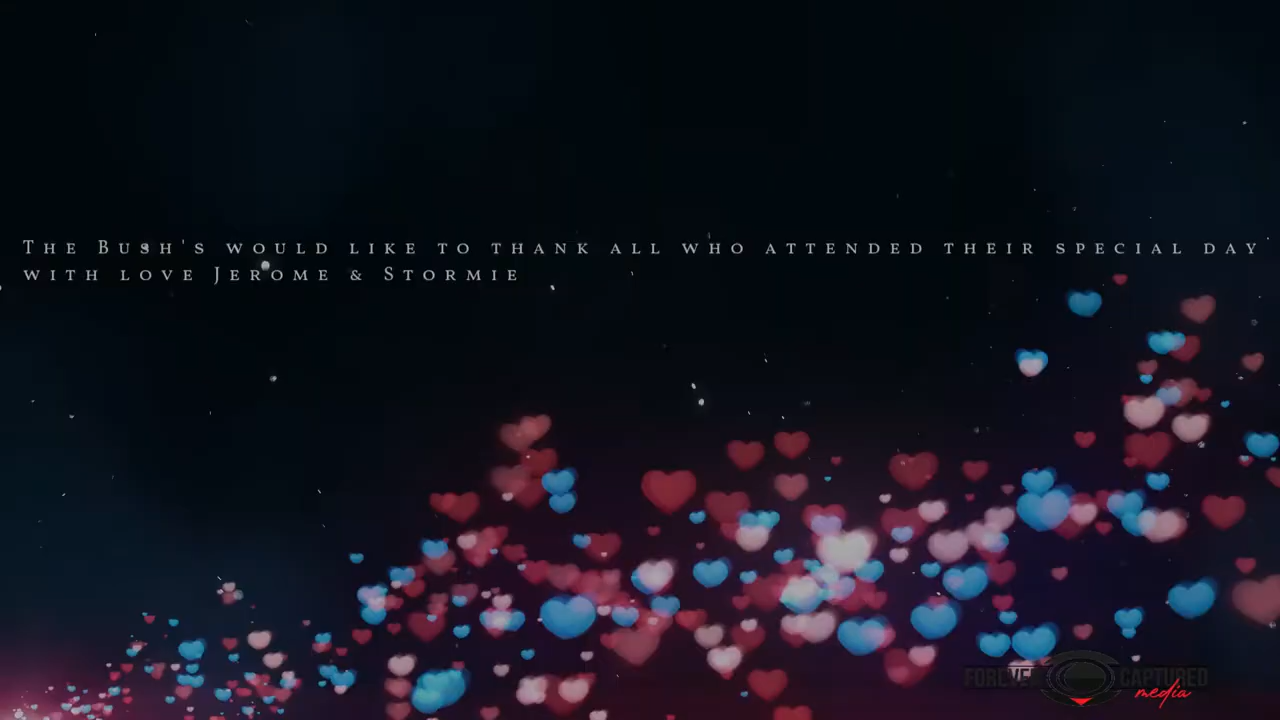 The Bush's would like to thank all who attended their special day
with love Jerome & Stormie
FOREVER CAPTURED
media